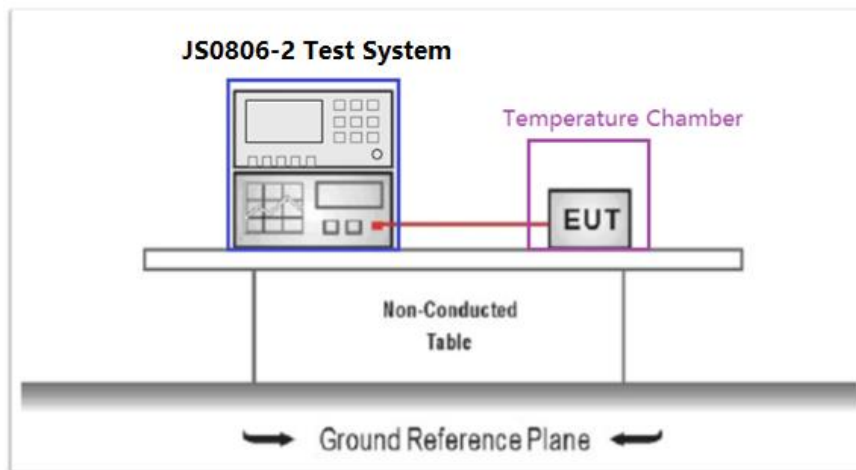 JS0806-2 Test System
Temperature Chamber
EUT
Non-Conducted
Table
Ground Reference Plane